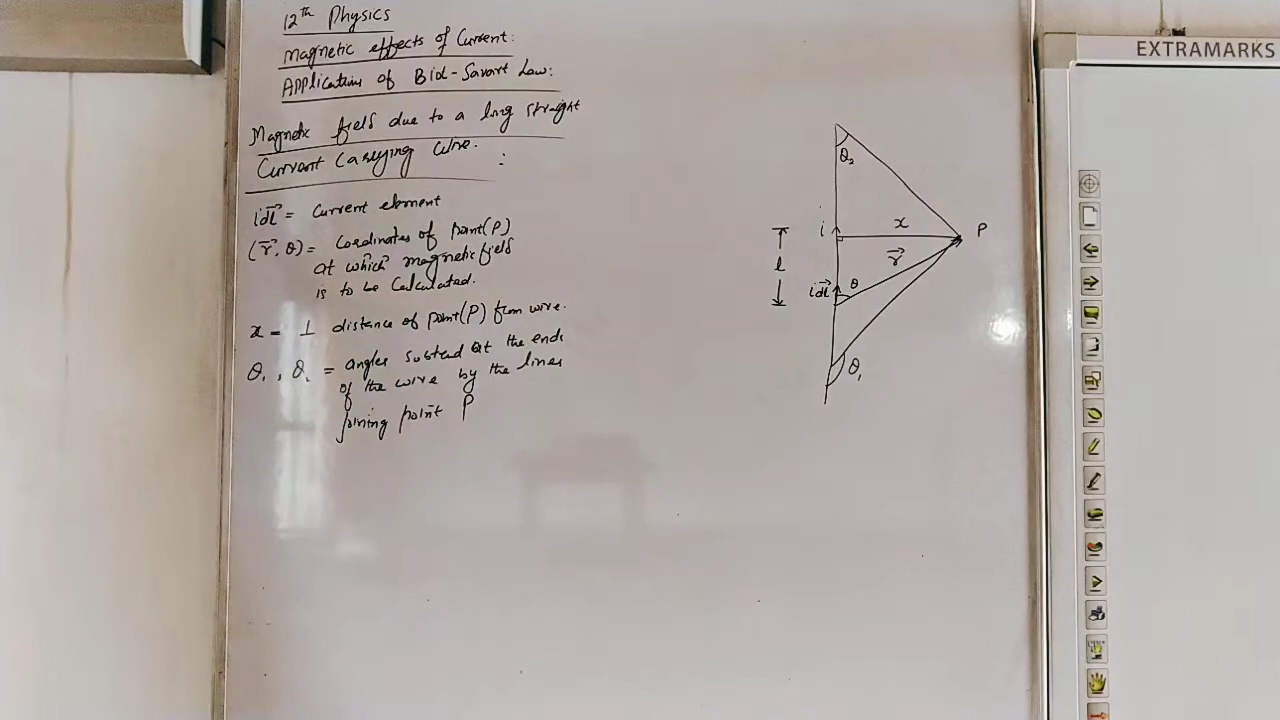 12th Physics
Magnetic effects of Current:
Applications of Biot-Savart Law:
Magnetic field due to a long straight
Current Carrying wire. :
idl⃗ = Current element
(r⃗, θ) = Coordinates of point (P)
at which magnetic field
is to be Calculated.
x = ⊥ distance of point (P) from wire.
θ₁, θ₂ = angles subtend at the ends
of the wire by the lines
joining point P
θ₂
i
x
P
l
r⃗
idl⃗
θ
θ₁
EXTRAMARKS